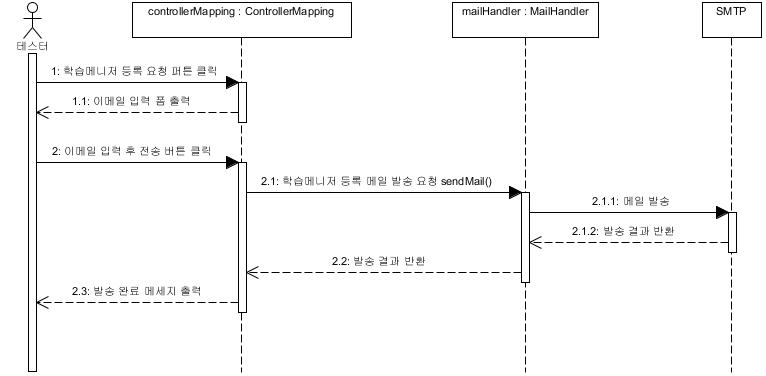 controllerMapping : ControllerMapping
mailHandler : MailHandler
SMTP
테스터
1: 학습메니저 등록 요청 퍼튼 클릭
1.1: 이메일 입력 폼 출력
2: 이메일 입력 후 전송 버튼 클릭
2.1: 학습메니저 등록 메일 발송 요청 sendMail()
2.1.1: 메일 발송
2.1.2: 발송 결과 반환
2.2: 발송 결과 반환
2.3: 발송 완료 메세지 출력